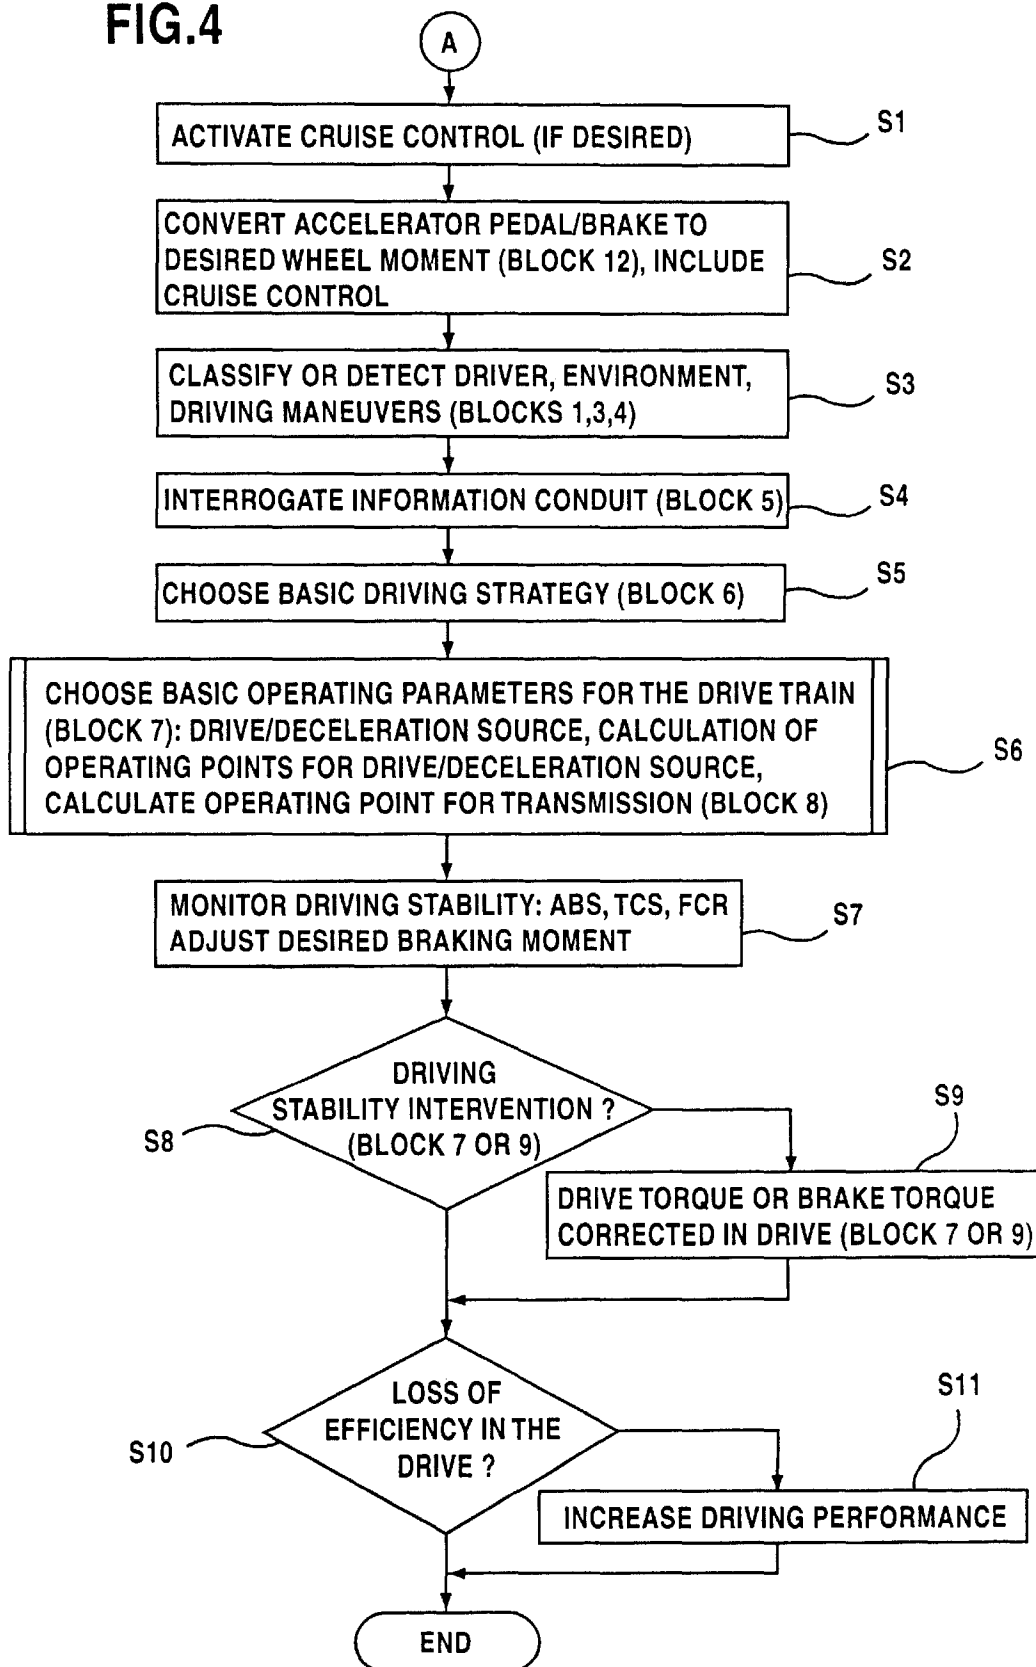 FIG.4
A
ACTIVATE CRUISE CONTROL (IF DESIRED)
S1
CONVERT ACCELERATOR PEDAL/BRAKE TO
DESIRED WHEEL MOMENT (BLOCK 12), INCLUDE
CRUISE CONTROL
S2
CLASSIFY OR DETECT DRIVER, ENVIRONMENT,
DRIVING MANEUVERS (BLOCKS 1,3,4)
S3
INTERROGATE INFORMATION CONDUIT (BLOCK 5)
S4
CHOOSE BASIC DRIVING STRATEGY (BLOCK 6)
S5
CHOOSE BASIC OPERATING PARAMETERS FOR THE DRIVE TRAIN
(BLOCK 7): DRIVE/DECELERATION SOURCE, CALCULATION OF
OPERATING POINTS FOR DRIVE/DECELERATION SOURCE,
CALCULATE OPERATING POINT FOR TRANSMISSION (BLOCK 8)
S6
MONITOR DRIVING STABILITY: ABS, TCS, FCR
ADJUST DESIRED BRAKING MOMENT
S7
DRIVING
STABILITY INTERVENTION ?
(BLOCK 7 OR 9)
S8
S9
DRIVE TORQUE OR BRAKE TORQUE
CORRECTED IN DRIVE (BLOCK 7 OR 9)
LOSS OF
EFFICIENCY IN THE
DRIVE ?
S10
S11
INCREASE DRIVING PERFORMANCE
END